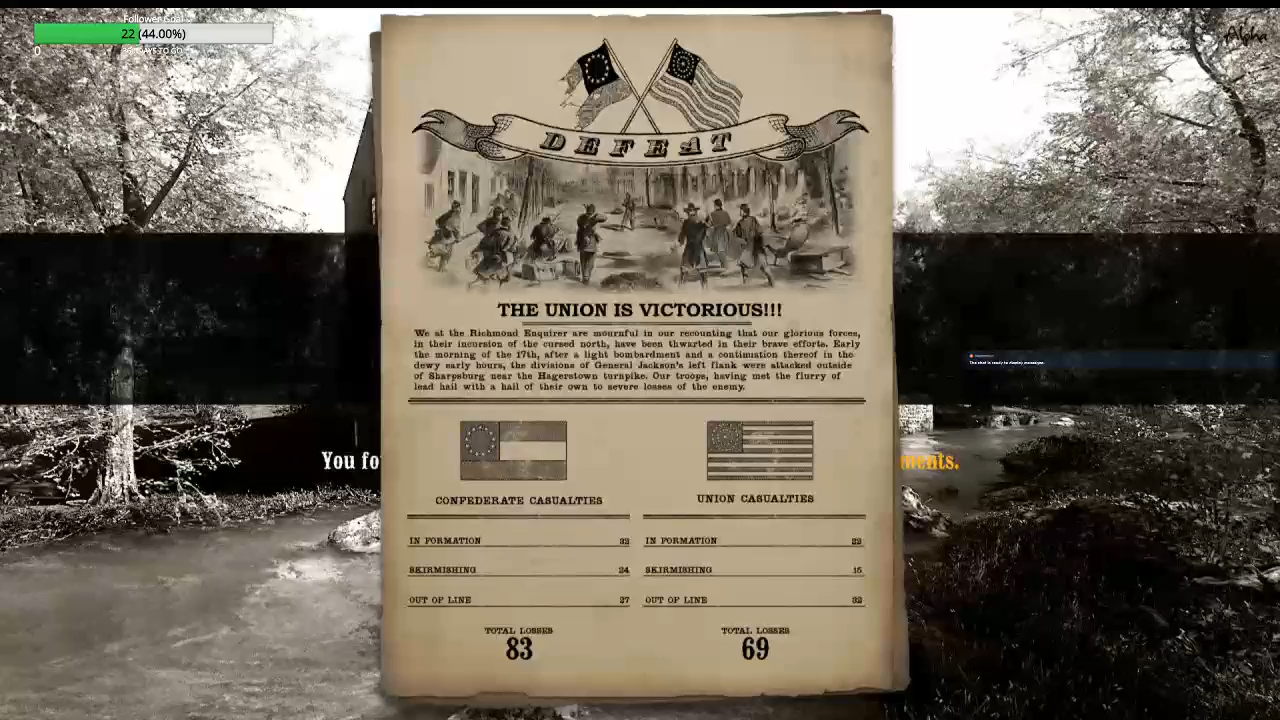 Follower Goal
22 (44.00%)
0
Alpha
DEFEAT
THE UNION IS VICTORIOUS!!!
We at the Richmond Enquirer are mournful in our recounting that our glorious forces,
in their incursion of the cursed north, have been thwarted in their brave efforts. Early
the morning of the 17th, after a light bombardment and a continuation thereof in the
dewy early hours, the divisions of General Jackson's left flank were attacked outside
of Sharpsburg near the Hagerstown turnpike. Our troops, having met the flurry of
lead hail with a hail of their own to severe losses of the enemy.
You fo
ments.
CONFEDERATE CASUALTIES
UNION CASUALTIES
IN FORMATION 32
IN FORMATION 22
SKIRMISHING 24
SKIRMISHING 15
OUT OF LINE 27
OUT OF LINE 32
TOTAL LOSSES
83
TOTAL LOSSES
69